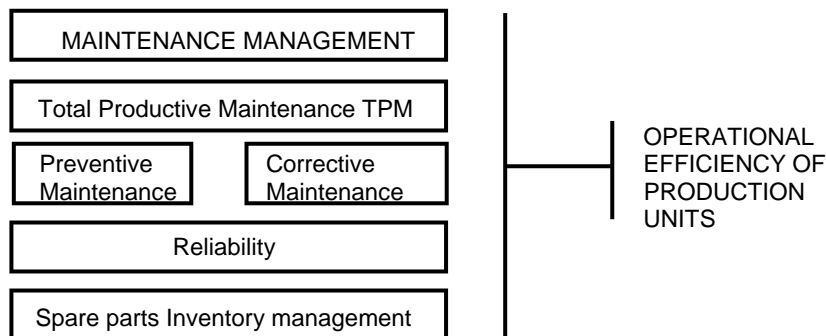 MAINTENANCE MANAGEMENT
Total Productive Maintenance TPM
Preventive
Maintenance
Corrective
Maintenance
Reliability
Spare parts Inventory management
OPERATIONAL
EFFICIENCY OF
PRODUCTION
UNITS